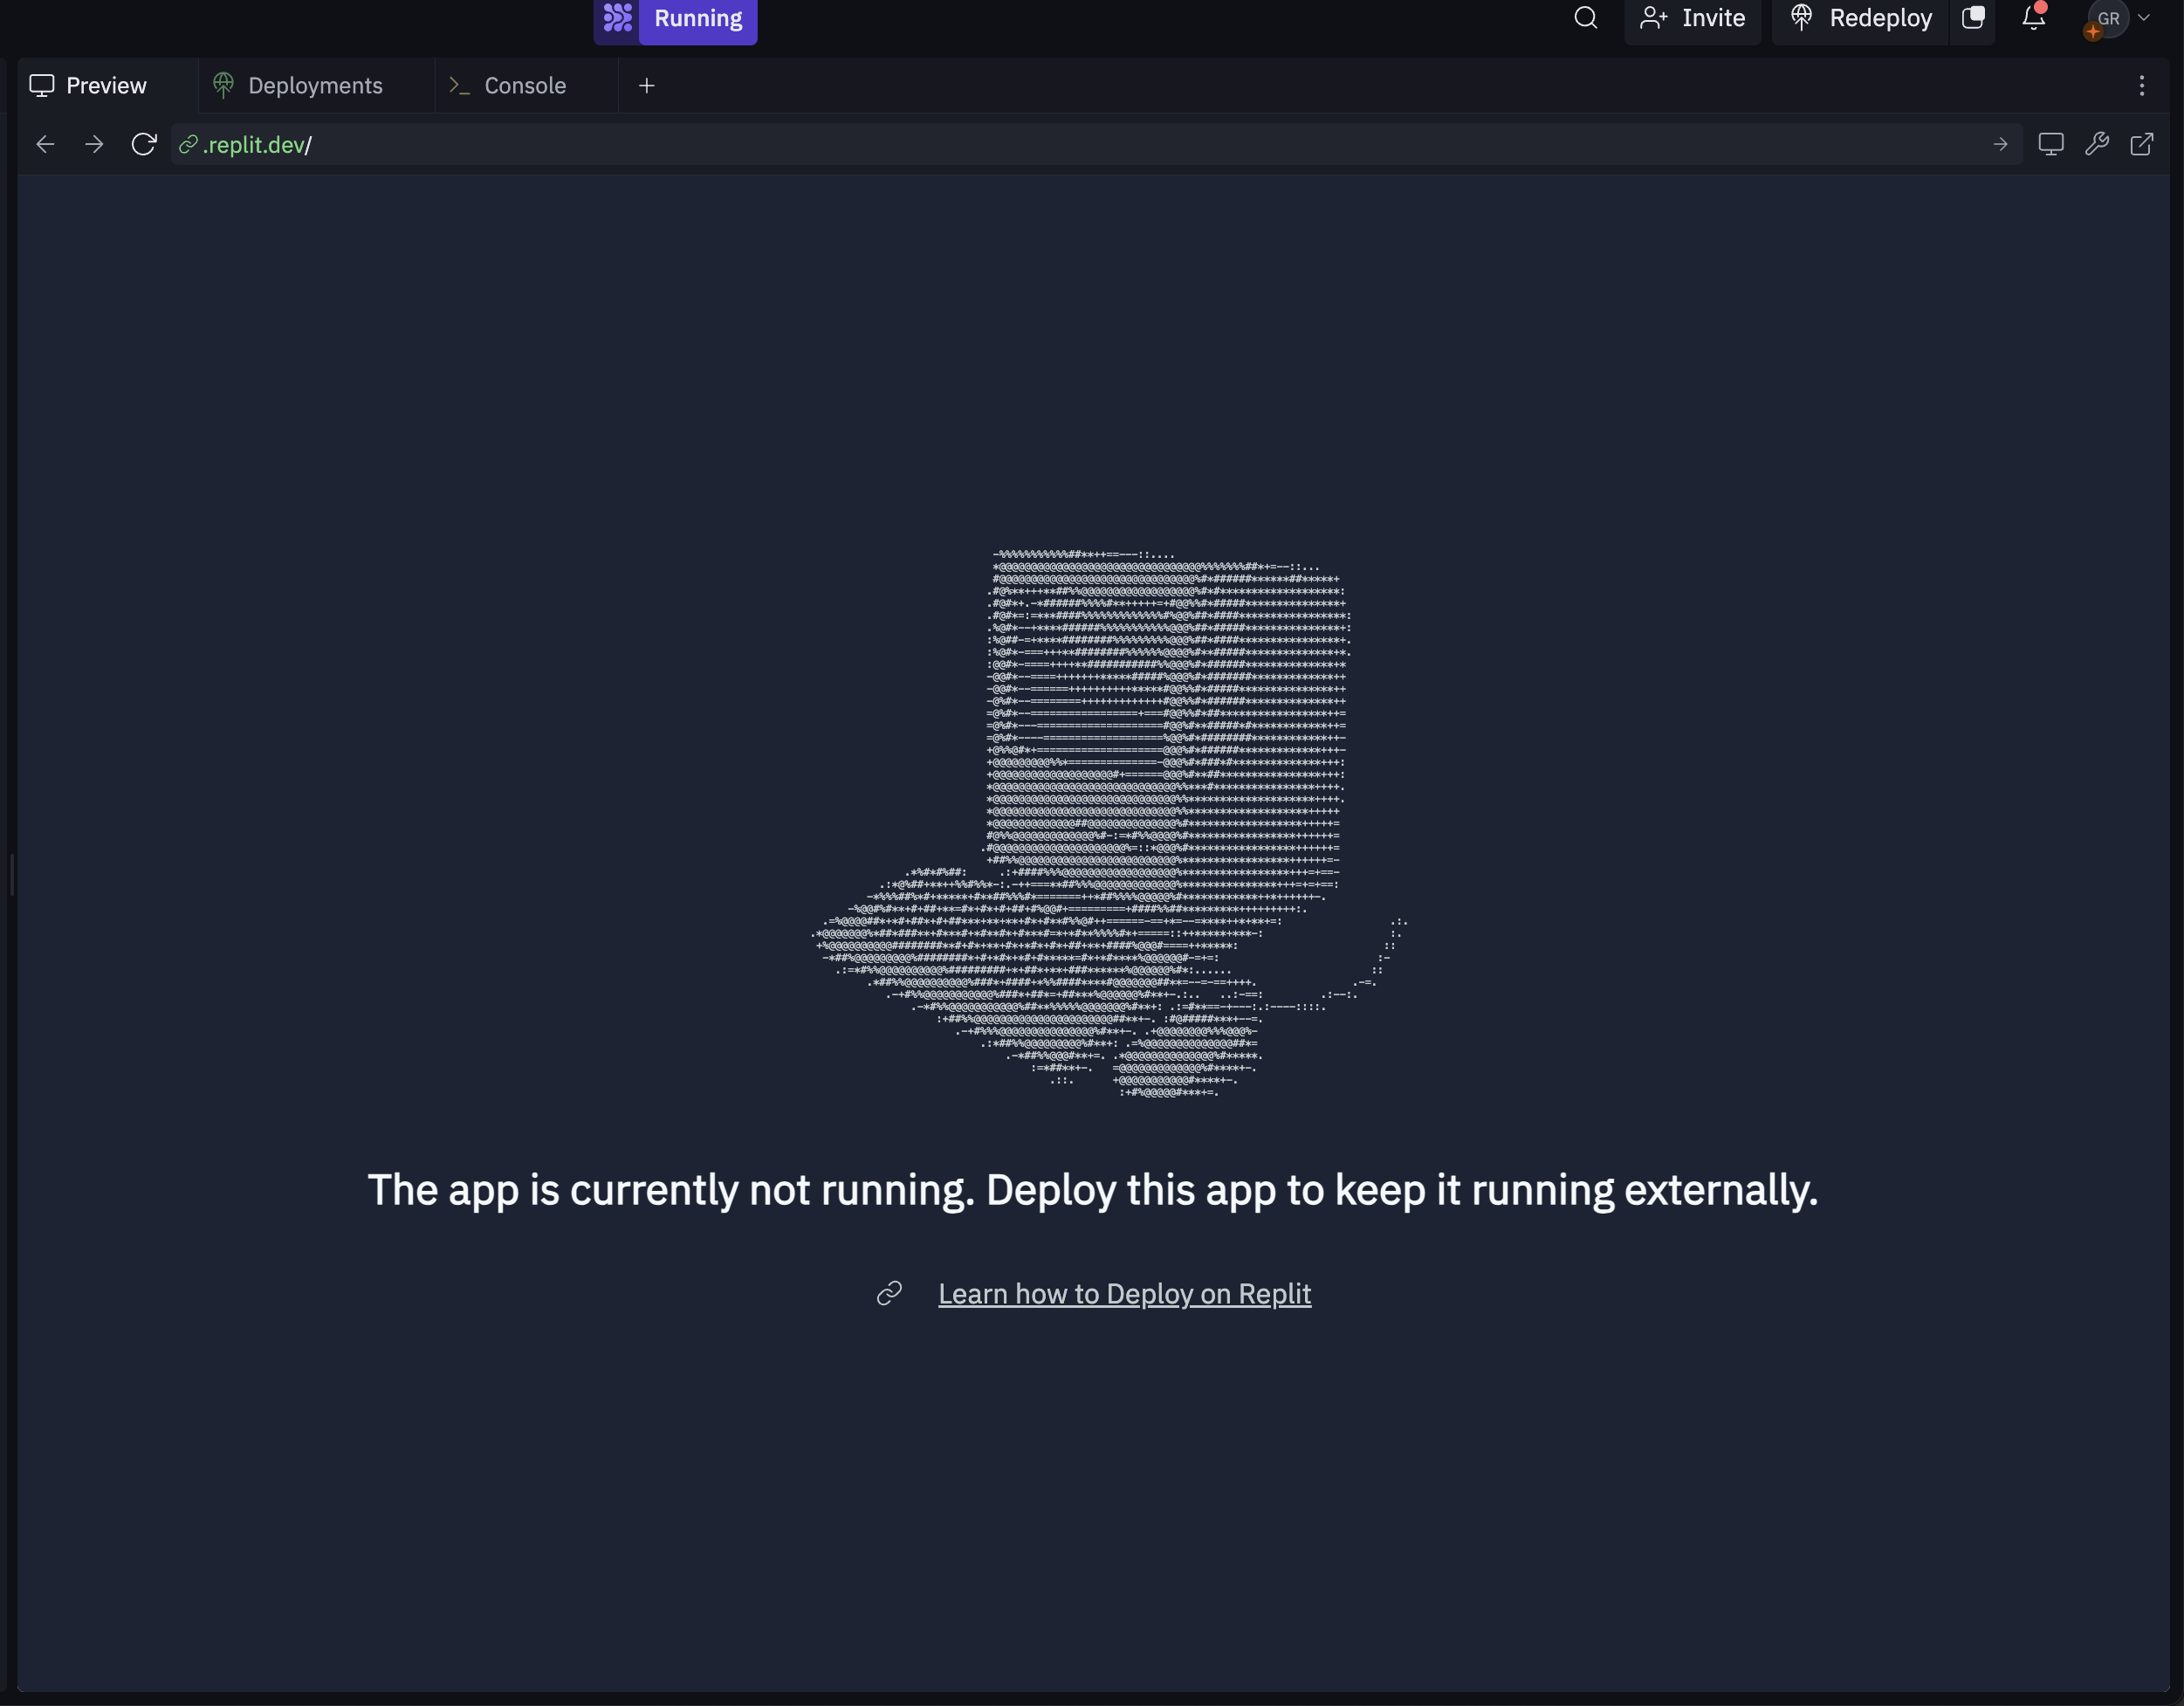 Running
Invite
Redeploy
GR
Preview
Deployments
Console
.replit.dev/
The app is currently not running. Deploy this app to keep it running externally.
Learn how to Deploy on Replit